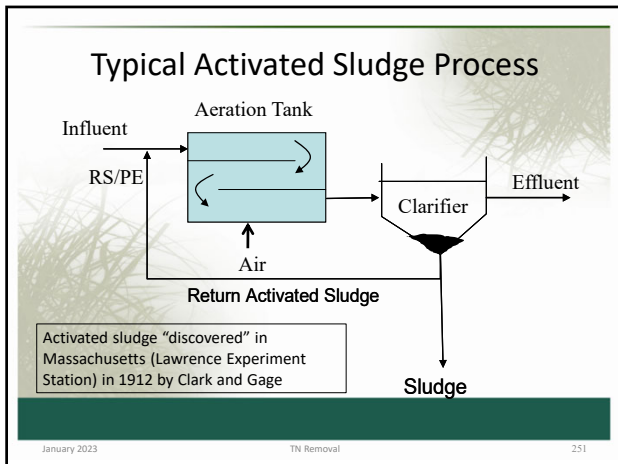 Typical Activated Sludge Process
Aeration Tank
Influent
RS/PE
Clarifier
Effluent
Air
Return Activated Sludge
Activated sludge “discovered” in
Massachusetts (Lawrence Experiment
Station) in 1912 by Clark and Gage
Sludge
January 2023
TN Removal
251